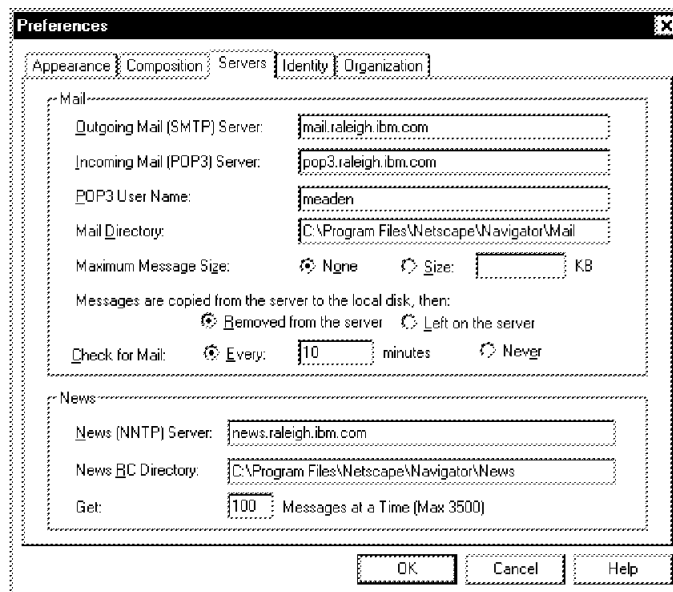 Preferences
Appearance Composition Servers Identity Organization
Mail
Outgoing Mail (SMTP) Server: mail.raleigh.ibm.com
Incoming Mail (POP3) Server: pop3.raleigh.ibm.com
POP3 User Name: meaden
Mail Directory: C:\Program Files\Netscape\Navigator\Mail
Maximum Message Size: None Size: KB
Messages are copied from the server to the local disk, then:
Removed from the server Left on the server
Check for Mail: Every: 10 minutes Never
News
News (NNTP) Server: news.raleigh.ibm.com
News RC Directory: C:\Program Files\Netscape\Navigator\News
Get: 100 Messages at a Time (Max 3500)
OK Cancel Help